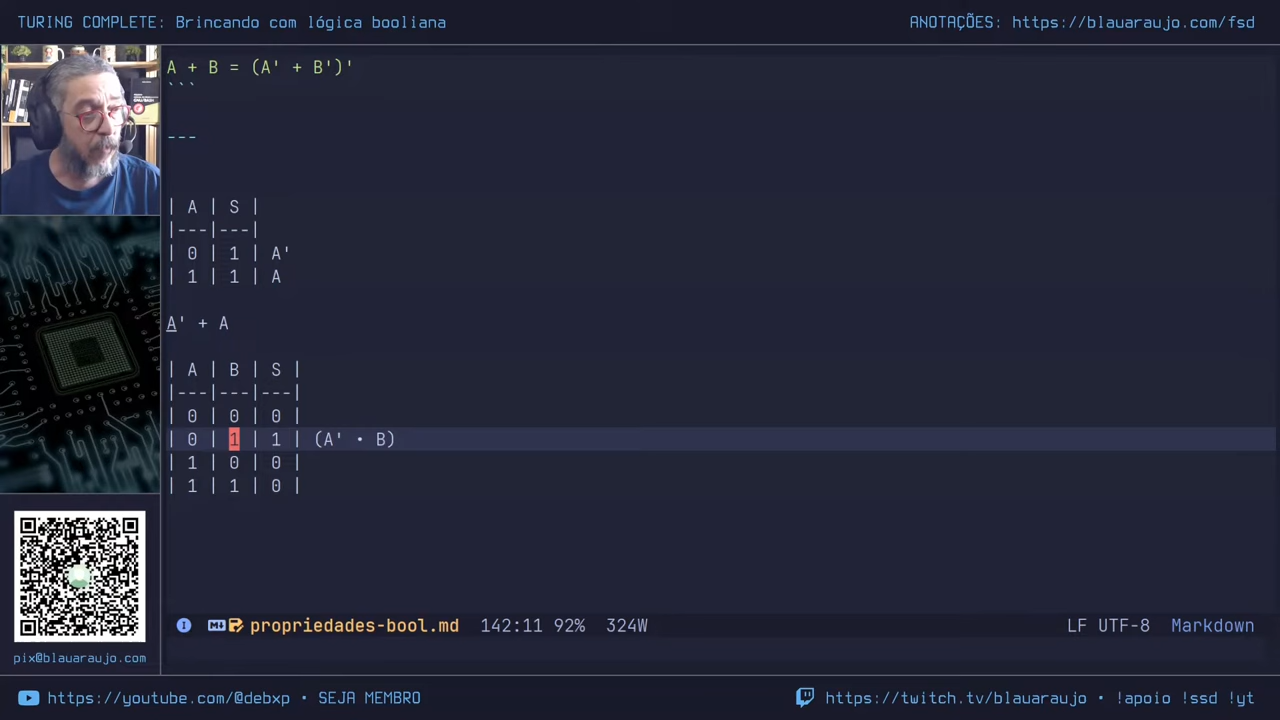 TURING COMPLETE: Brincando com lógica booliana
ANOTAÇÕES: https://blauaraujo.com/fsd
A + B = (A' + B')'
```
---
| A | S |
|---|---|
| 0 | 1 | A'
| 1 | 1 | A
A' + A
| A | B | S |
|---|---|---|
| 0 | 0 | 0 |
| 0 | 1 | 1 | (A' • B)
| 1 | 0 | 0 |
| 1 | 1 | 0 |
propriedades-bool.md 142:11 92% 324W
LF UTF-8 Markdown
pix@blauaraujo.com
https://youtube.com/@debxp • SEJA MEMBRO
https://twitch.tv/blauaraujo • !apoio !ssd !yt